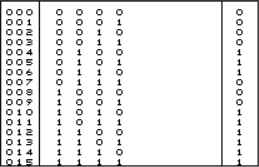 000 0 0 0 0 0
001 0 0 0 1 0
002 0 0 1 0 0
003 0 0 1 1 0
004 0 1 0 0 1
005 0 1 0 1 1
006 0 1 1 0 1
007 0 1 1 1 1
008 1 0 0 0 0
009 1 0 0 1 0
010 1 0 1 0 1
011 1 0 1 1 1
012 1 1 0 0 1
013 1 1 0 1 1
014 1 1 1 0 1
015 1 1 1 1 1